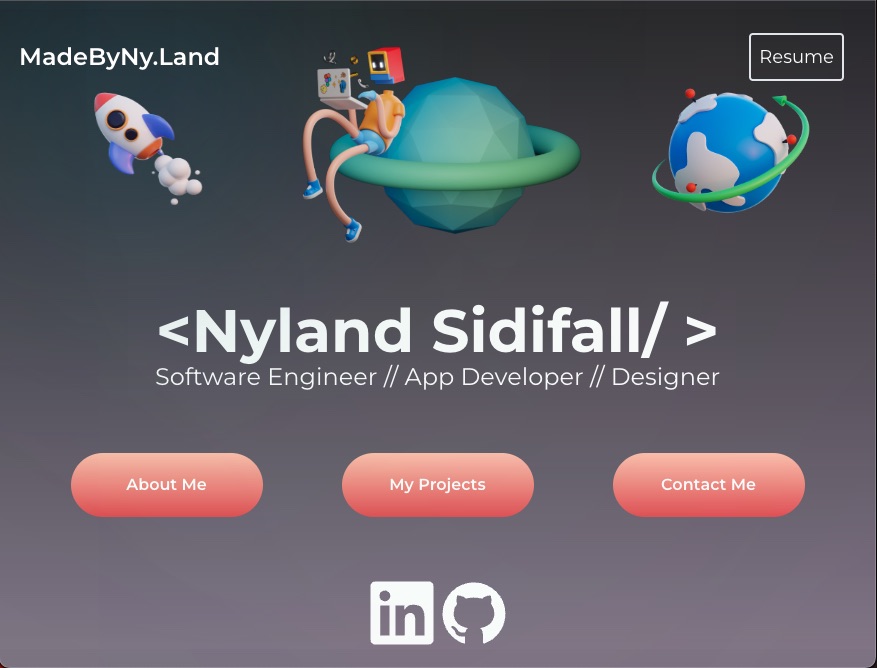 MadeByNy.Land
Resume
<Nyland Sidifall/ >
Software Engineer // App Developer // Designer
About Me
My Projects
Contact Me
in